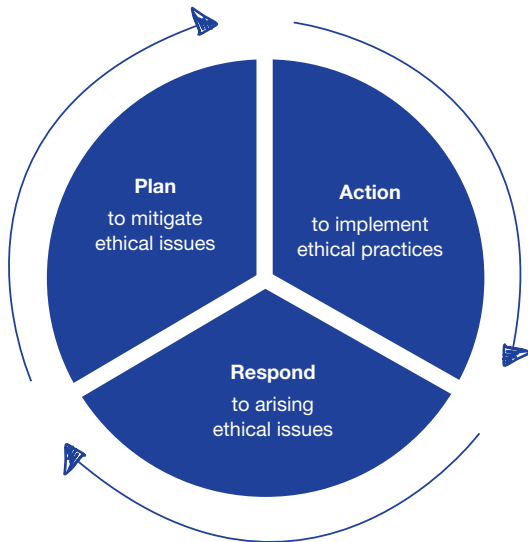 Plan
to mitigate
ethical issues
Action
to implement
ethical practices
Respond
to arising
ethical issues